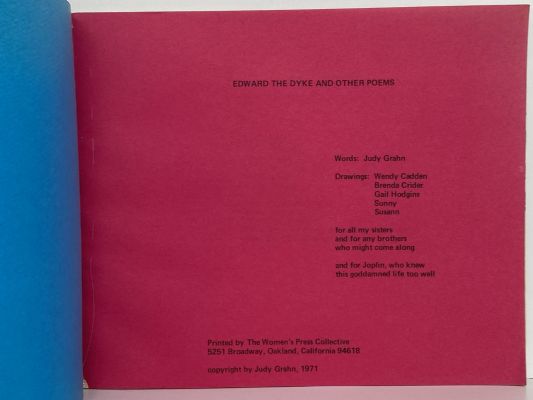 EDWARD THE DYKE AND OTHER POEMS
Words: Judy Grahn
Drawings: Wendy Cadden
Brenda Crider
Gail Hodgins
Sunny
Susann
for all my sisters
and for any brothers
who might come along
and for Joplin, who knew
this goddamned life too well
Printed by The Women's Press Collective
5251 Broadway, Oakland, California 94618
copyright by Judy Grahn, 1971